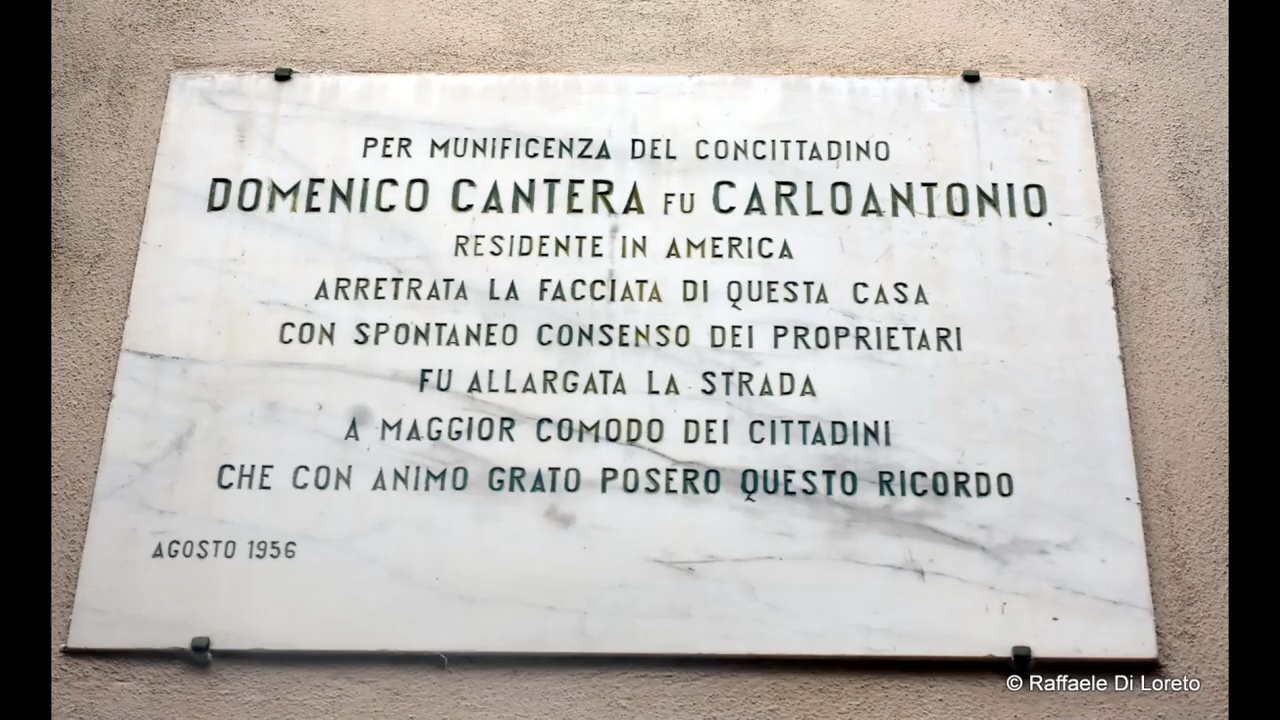 PER MUNIFICENZA DEL CONCITTADINO
DOMENICO CANTERA FU CARLOANTONIO
RESIDENTE IN AMERICA
ARRETRATA LA FACCIATA DI QUESTA CASA
CON SPONTANEO CONSENSO DEI PROPRIETARI
FU ALLARGATA LA STRADA
A MAGGIOR COMODO DEI CITTADINI
CHE CON ANIMO GRATO POSERO QUESTO RICORDO
AGOSTO 1956
© Raffaele Di Loreto